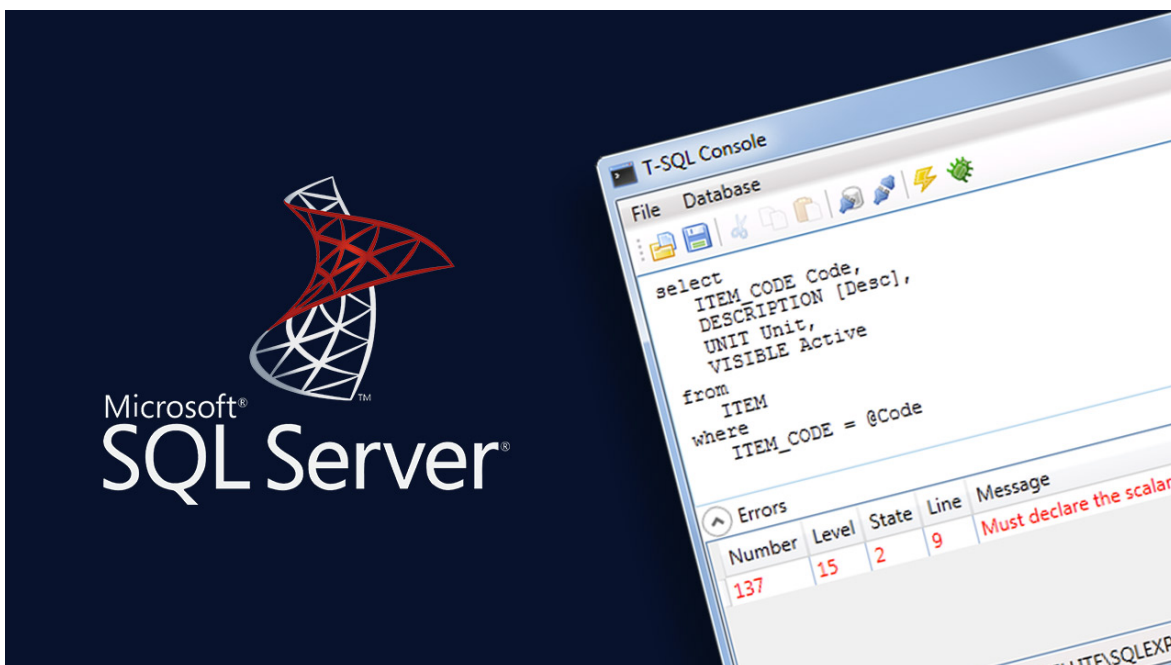 Microsoft®
SQL Server®
TM
T-SQL Console
File Database
select
ITEM_CODE Code,
DESCRIPTION [Desc],
UNIT Unit,
VISIBLE Active
from
ITEM
where
ITEM_CODE = @Code
Errors
Number Level State Line Message
137 15 2 9 Must declare the scalar